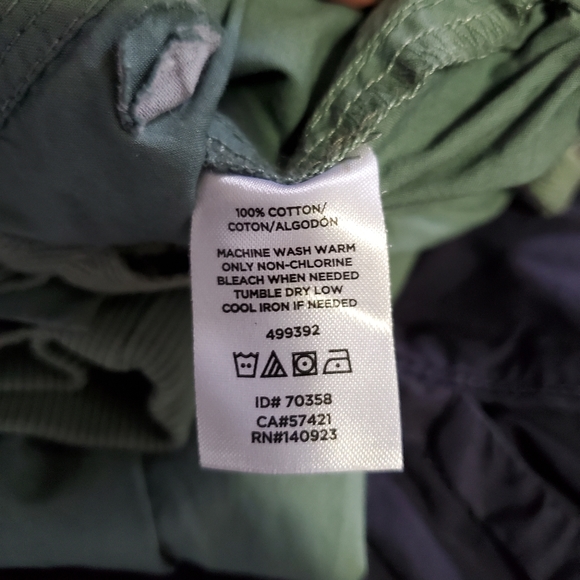 100% COTTON/
COTON/ALGODÓN
MACHINE WASH WARM
ONLY NON-CHLORINE
BLEACH WHEN NEEDED
TUMBLE DRY LOW
COOL IRON IF NEEDED
499392
ID# 70358
CA#57421
RN#140923